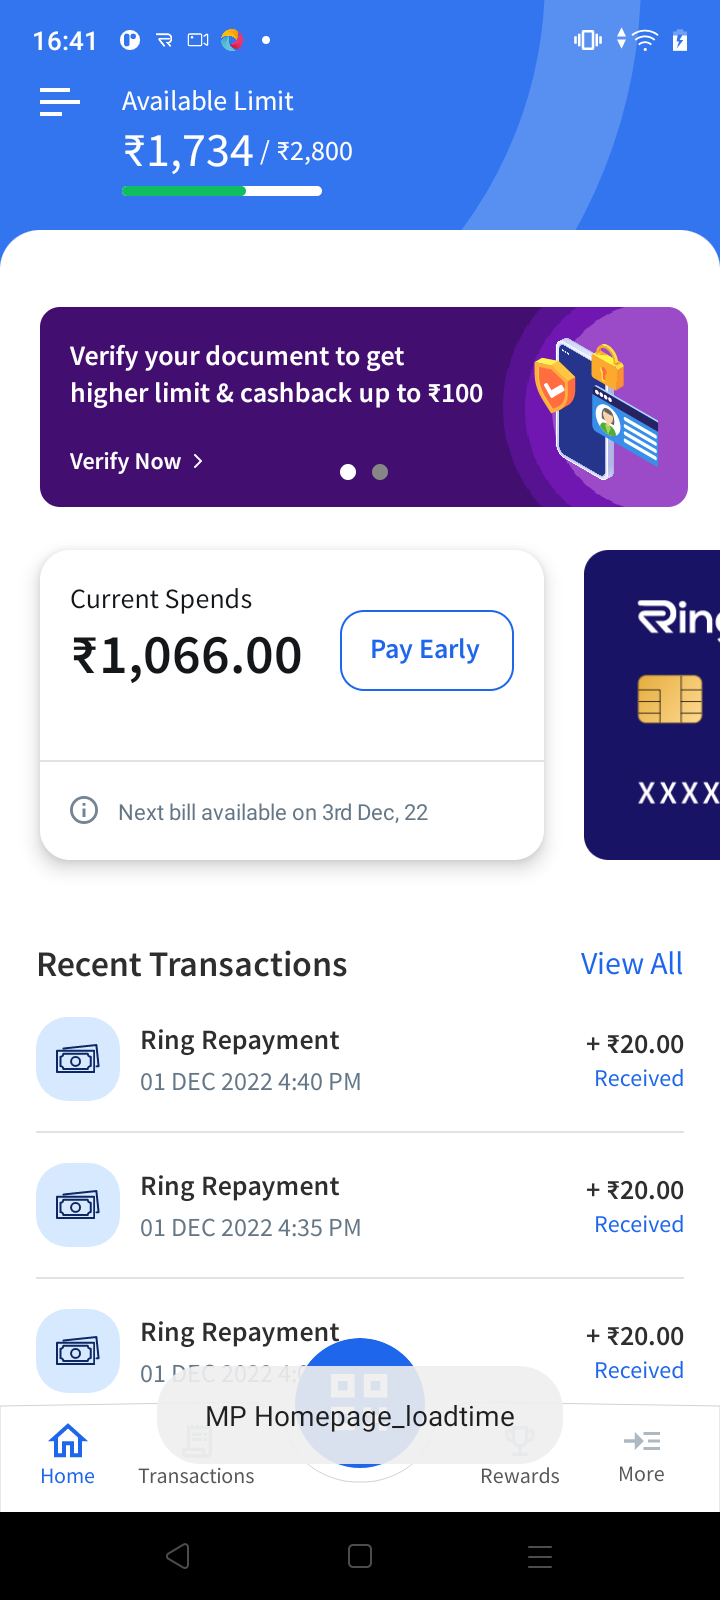 16:41
Available Limit
₹1,734 / ₹2,800
Verify your document to get
higher limit & cashback up to ₹100
Verify Now
Current Spends
₹1,066.00
Pay Early
Next bill available on 3rd Dec, 22
Ring
XXXX
Recent Transactions
View All
Ring Repayment
+ ₹20.00
01 DEC 2022 4:40 PM
Received
Ring Repayment
+ ₹20.00
01 DEC 2022 4:35 PM
Received
Ring Repayment
+ ₹20.00
01 DEC 2022
Received
MP Homepage_loadtime
Home
Transactions
Rewards
More